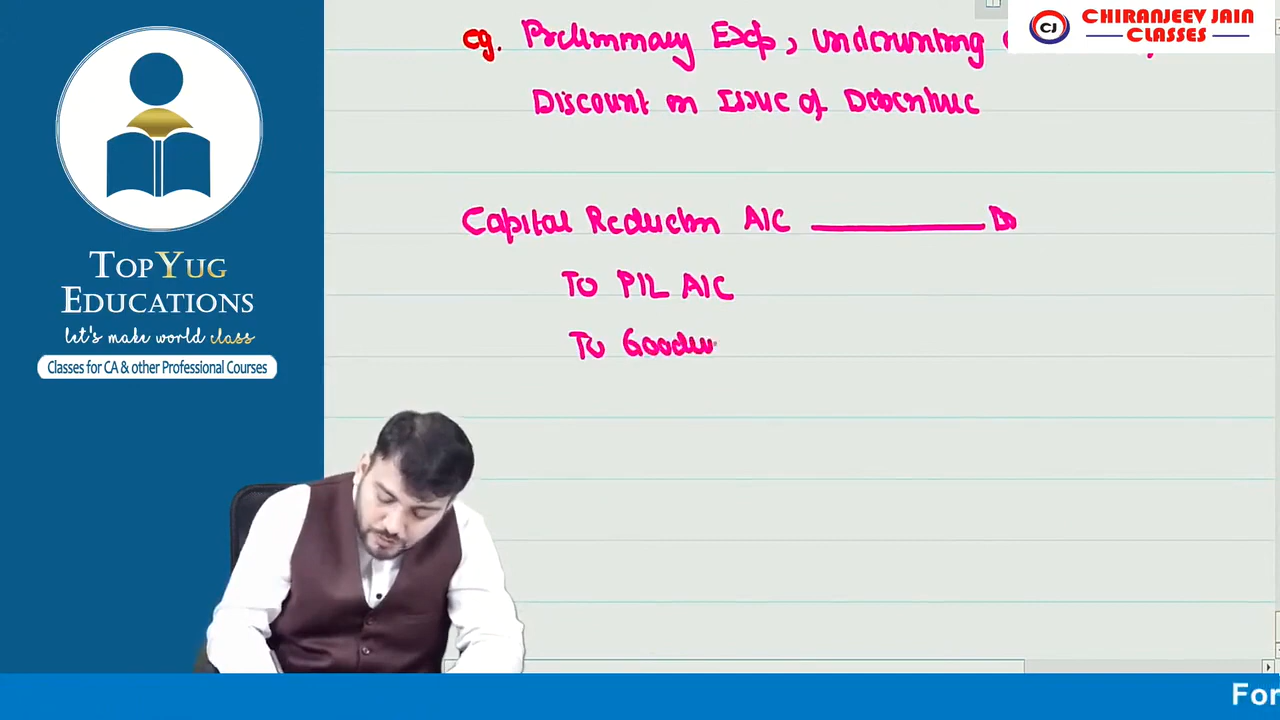 CHIRANJEEV JAIN
CLASSES
CJ
eg. Preliminary Exp, Underwriting
Discount on Issue of Debenture
Capital Reduction A/C Dr
To P/L A/C
To Goodw
TOPYUG
EDUCATIONS
let's make world class
Classes for CA & other Professional Courses
For